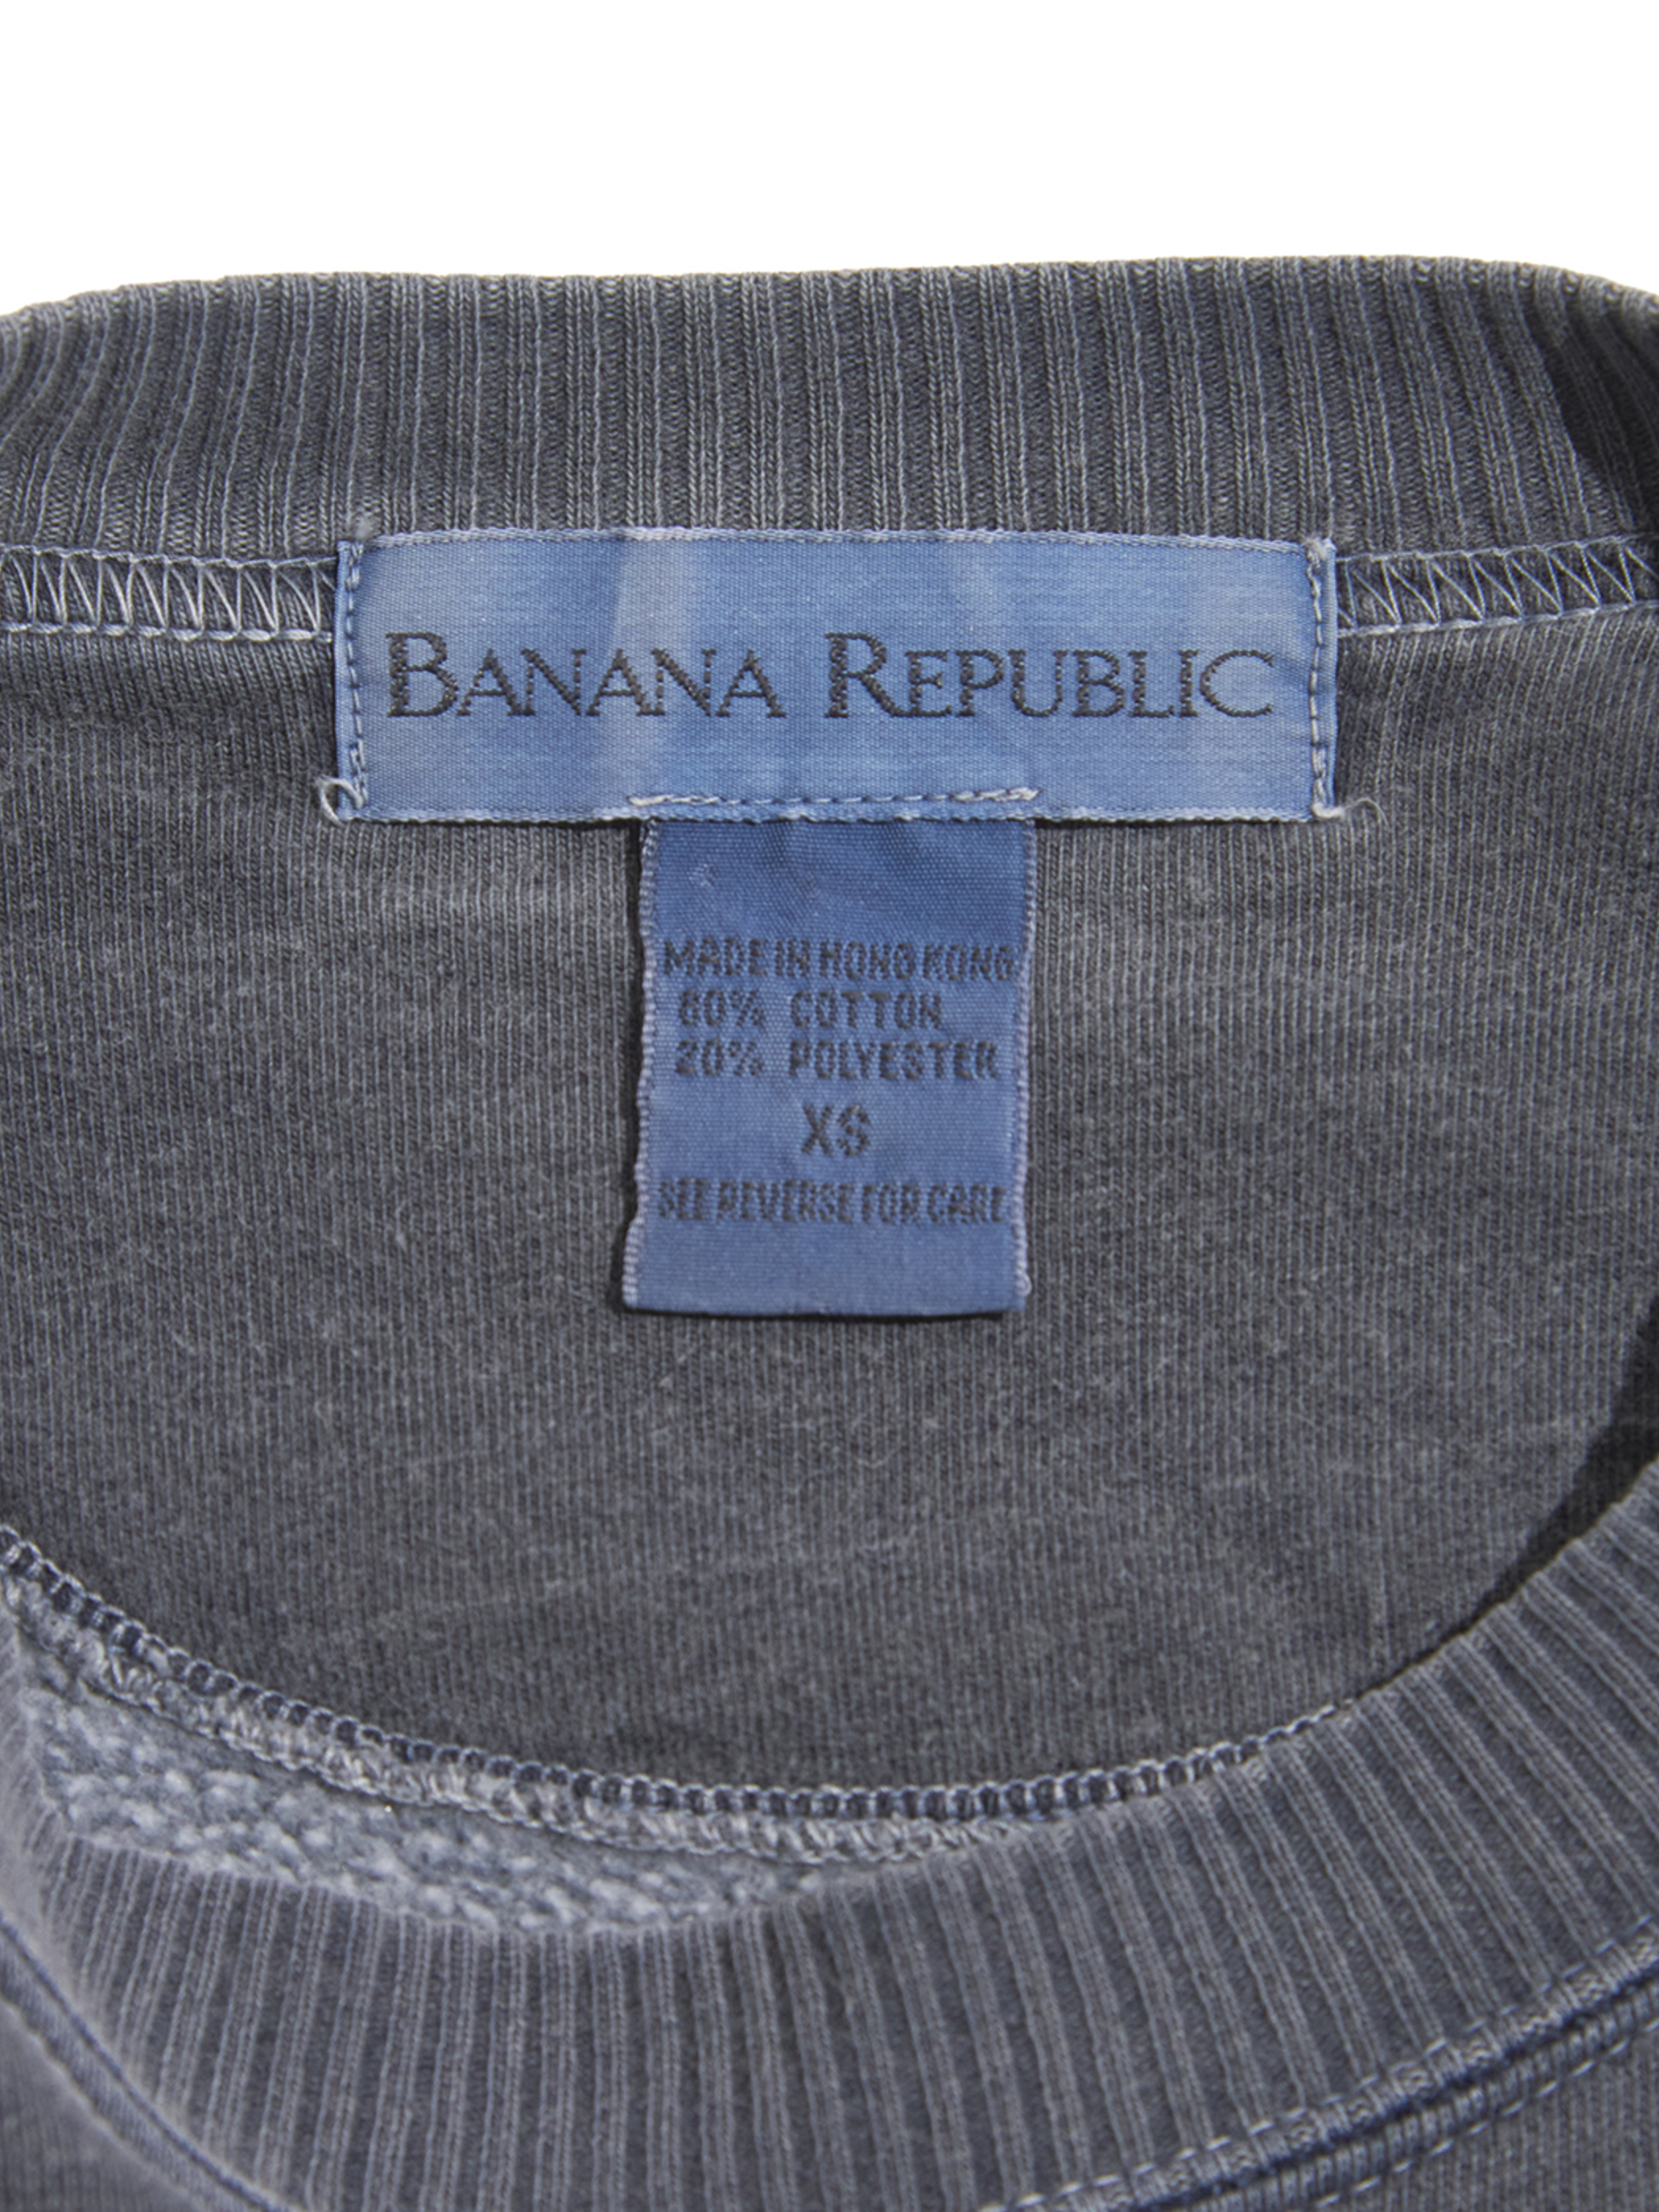 BANANA REPUBLIC
MADE IN HONG KONG
80% COTTON
20% POLYESTER
XS
SEE REVERSE FOR CARE